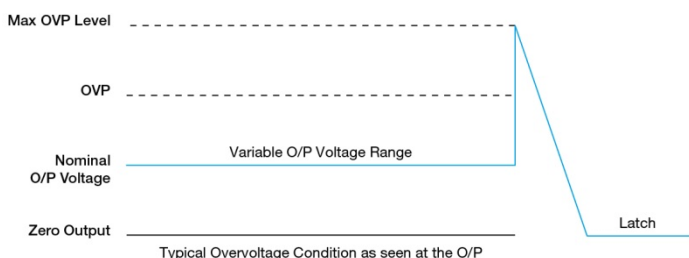 Max OVP Level
OVP
Variable O/P Voltage Range
Nominal
O/P Voltage
Zero Output
Latch
Typical Overvoltage Condition as seen at the O/P